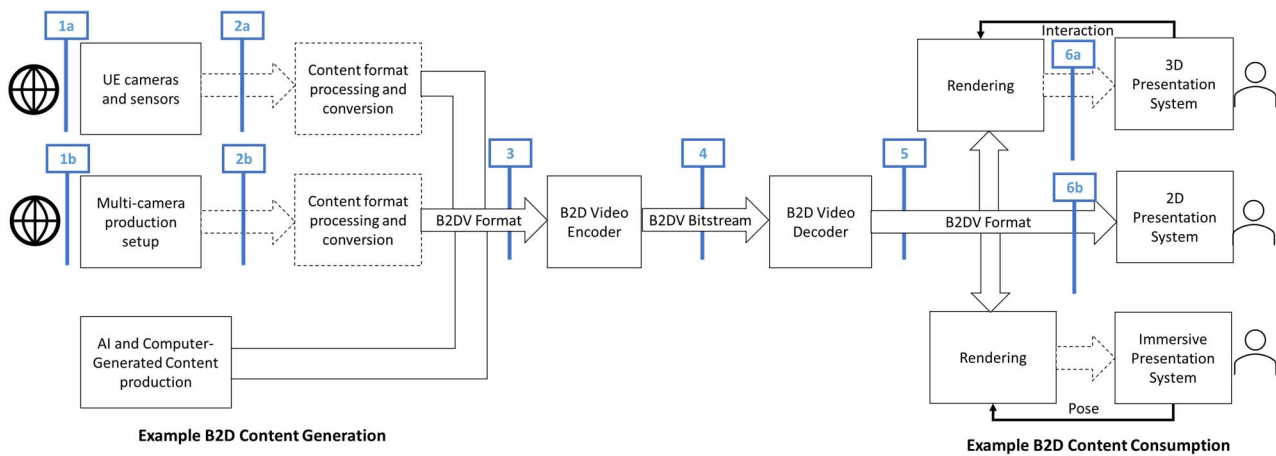 1a
2a
Interaction
UE cameras
and sensors
Content format
processing and
conversion
Rendering
6a
3D
Presentation
System
1b
2b
3
4
5
6b
Multi-camera
production
setup
Content format
processing and
conversion
B2DV Format
B2D Video
Encoder
B2DV Bitstream
B2D Video
Decoder
B2DV Format
2D
Presentation
System
AI and Computer-
Generated Content
production
Rendering
Immersive
Presentation
System
Pose
Example B2D Content Generation
Example B2D Content Consumption